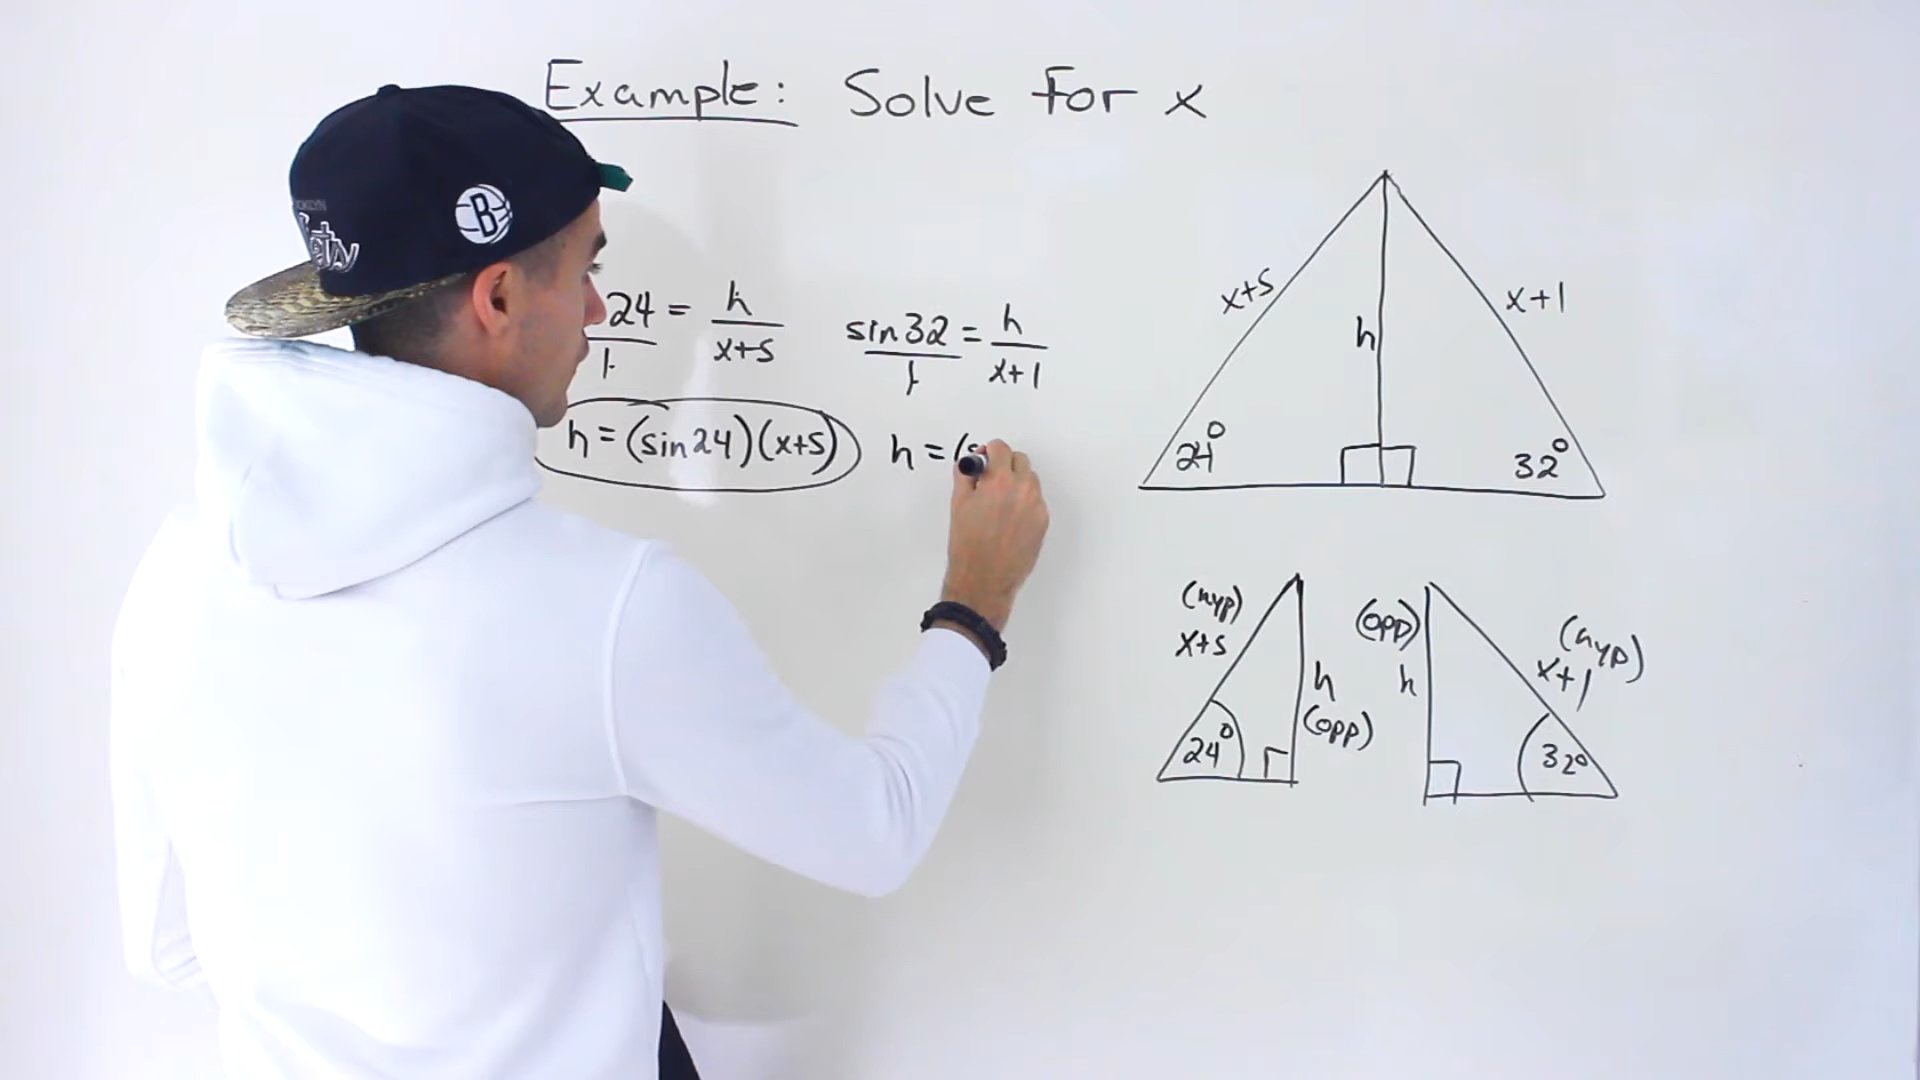 Example: Solve for x
24 = h / x+5
1
sin 32 = h / x+1
1
h = (sin 24)(x+5)
h = (s
x+5
h
x+1
24°
32°
(hyp)
x+5
h
(opp)
24°
(opp)
h
(hyp)
x+1
32°
B